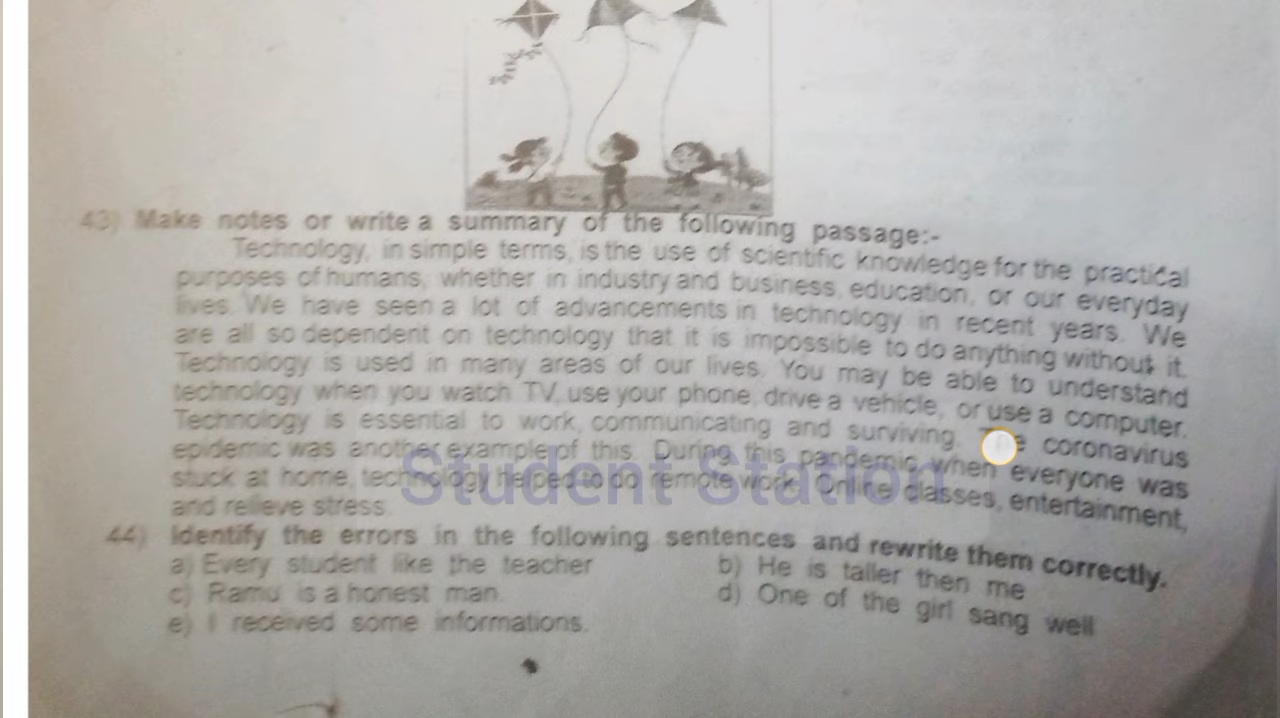 43) Make notes or write a summary of the following passage:-
Technology, in simple terms, is the use of scientific knowledge for the practical
purposes of humans, whether in industry and business, education, or our everyday
lives. We have seen a lot of advancements in technology in recent years. We
are all so dependent on technology that it is impossible to do anything without it.
Technology is used in many areas of our lives. You may be able to understand
technology when you watch TV, use your phone, drive a vehicle, or use a computer.
Technology is essential to work, communicating and surviving. The coronavirus
epidemic was another example of this. During this pandemic when everyone was
stuck at home, technology helped to do remote work, Online classes, entertainment,
and relieve stress.
Student Station
44) Identify the errors in the following sentences and rewrite them correctly.
a) Every student like the teacher b) He is taller then me
c) Ramu is a honest man. d) One of the girl sang well
e) I received some informations.